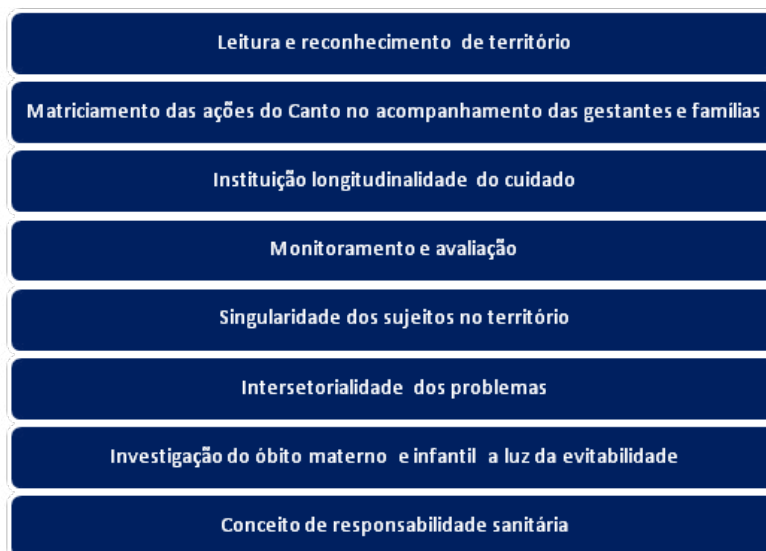 Leitura e reconhecimento de território
Matriciamento das ações do Canto no acompanhamento das gestantes e famílias
Instituição longitudinalidade do cuidado
Monitoramento e avaliação
Singularidade dos sujeitos no território
Intersetorialidade dos problemas
Investigação do óbito materno e infantil a luz da evitabilidade
Conceito de responsabilidade sanitária